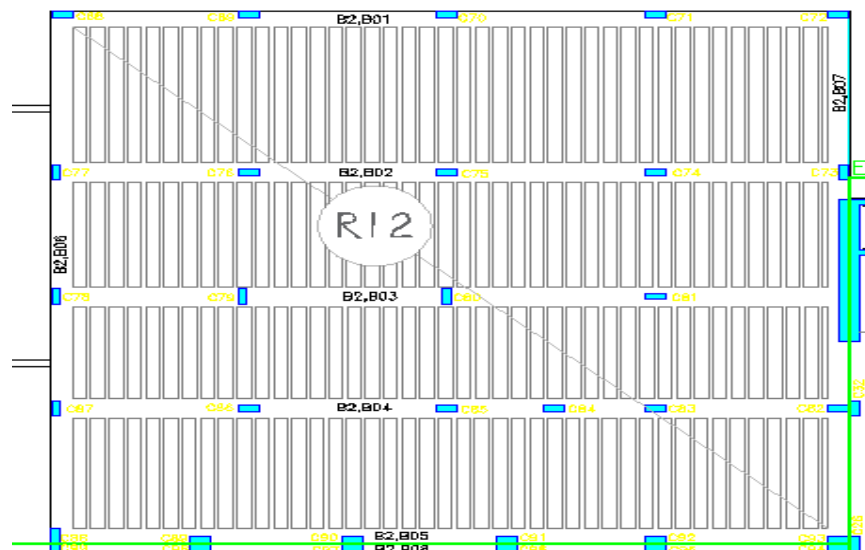 C68 C69 B2,B01 C70 C71 C72
B2,B07
C77 C76 B2,B02 C75 C74 C73 E
R12
B2,B06
C78 C79 B2,B03 C80 C81
C87 C86 B2,B04 C85 C84 C83 C82
C88 C89 C90 B2,B05 C91 C92 C93